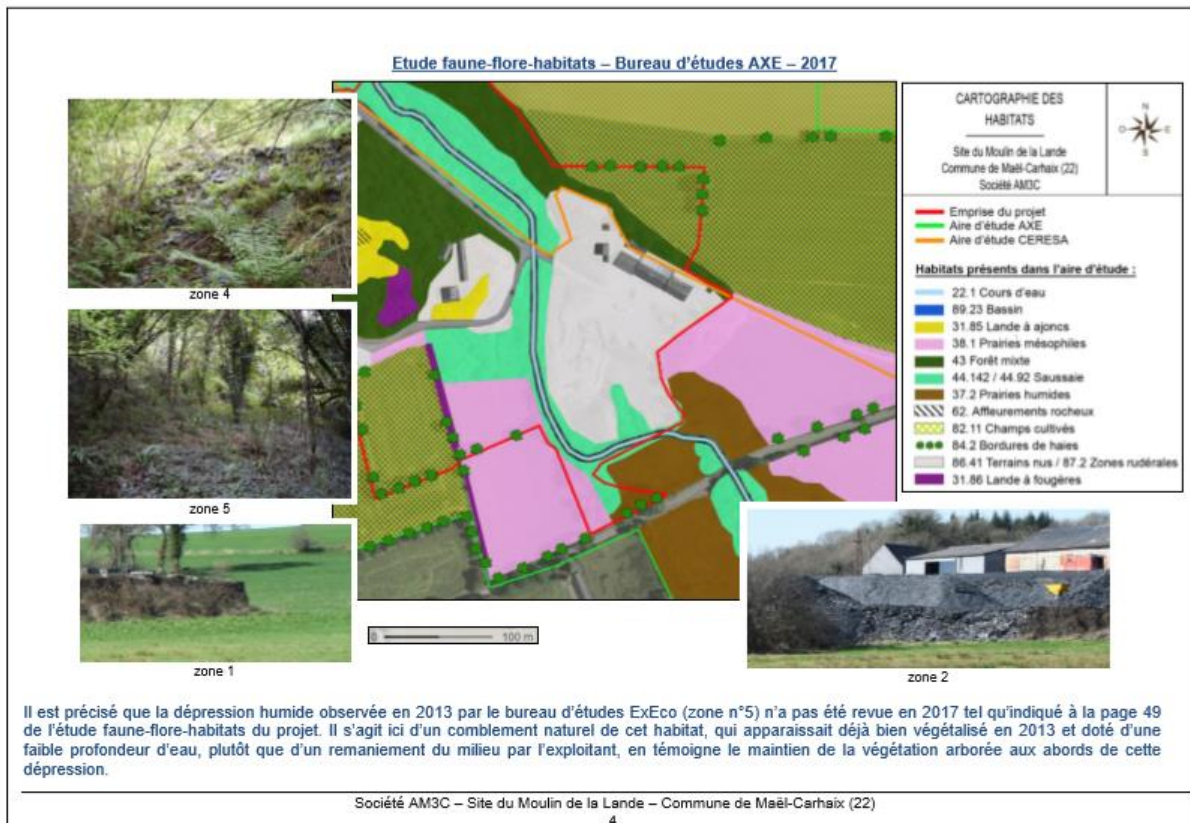 Etude faune-flore-habitats – Bureau d'études AXE – 2017
zone 4
zone 5
zone 1
0 100 m
CARTOGRAPHIE DES
HABITATS
Site du Moulin de la Lande
Commune de Maël-Carhaix (22)
Société AM3C
N
O E
S
Emprise du projet
Aire d'étude AXE
Aire d'étude CERESA
Habitats présents dans l'aire d'étude :
22.1 Cours d'eau
89.23 Bassin
31.85 Lande à ajoncs
38.1 Prairies mésophiles
43 Forêt mixte
44.142 / 44.92 Saussaie
37.2 Prairies humides
62. Affleurements rocheux
82.11 Champs cultivés
84.2 Bordures de haies
86.41 Terrains nus / 87.2 Zones rudérales
31.86 Lande à fougères
zone 2
Il est précisé que la dépression humide observée en 2013 par le bureau d'études ExEco (zone n°5) n'a pas été revue en 2017 tel qu'indiqué à la page 49
de l'étude faune-flore-habitats du projet. Il s'agit ici d'un comblement naturel de cet habitat, qui apparaissait déjà bien végétalisé en 2013 et doté d'une
faible profondeur d'eau, plutôt que d'un remaniement du milieu par l'exploitant, en témoigne le maintien de la végétation arborée aux abords de cette
dépression.
Société AM3C – Site du Moulin de la Lande – Commune de Maël-Carhaix (22)
4